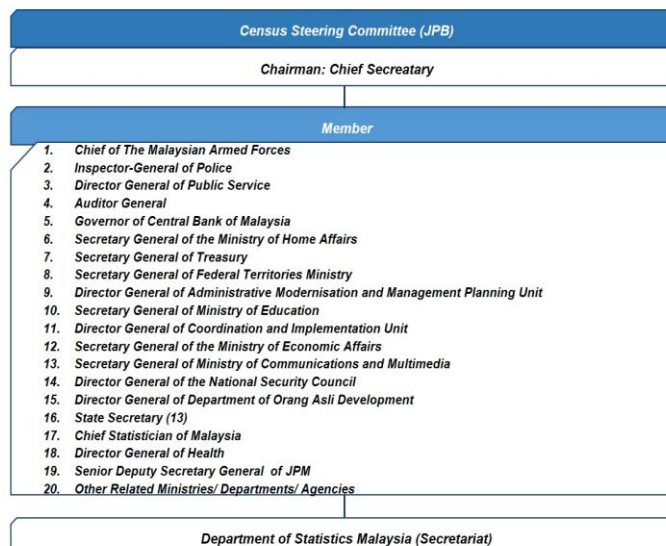 Census Steering Committee (JPB)
Chairman: Chief Secreatary
Member
1. Chief of The Malaysian Armed Forces
2. Inspector-General of Police
3. Director General of Public Service
4. Auditor General
5. Governor of Central Bank of Malaysia
6. Secretary General of the Ministry of Home Affairs
7. Secretary General of Treasury
8. Secretary General of Federal Territories Ministry
9. Director General of Administrative Modernisation and Management Planning Unit
10. Secretary General of Ministry of Education
11. Director General of Coordination and Implementation Unit
12. Secretary General of the Ministry of Economic Affairs
13. Secretary General of Ministry of Communications and Multimedia
14. Director General of the National Security Council
15. Director General of Department of Orang Asli Development
16. State Secretary (13)
17. Chief Statistician of Malaysia
18. Director General of Health
19. Senior Deputy Secretary General of JPM
20. Other Related Ministries/ Departments/ Agencies
Department of Statistics Malaysia (Secretariat)